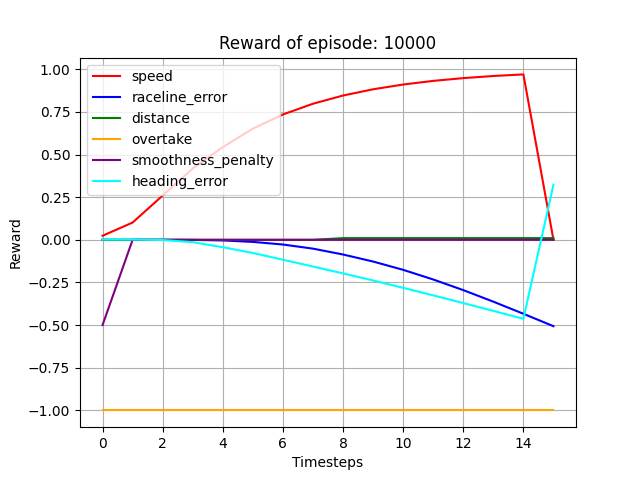 Reward of episode: 10000
1.00
0.75
0.50
0.25
0.00
−0.25
−0.50
−0.75
−1.00
Reward
speed
raceline_error
distance
overtake
smoothness_penalty
heading_error
0 2 4 6 8 10 12 14
Timesteps